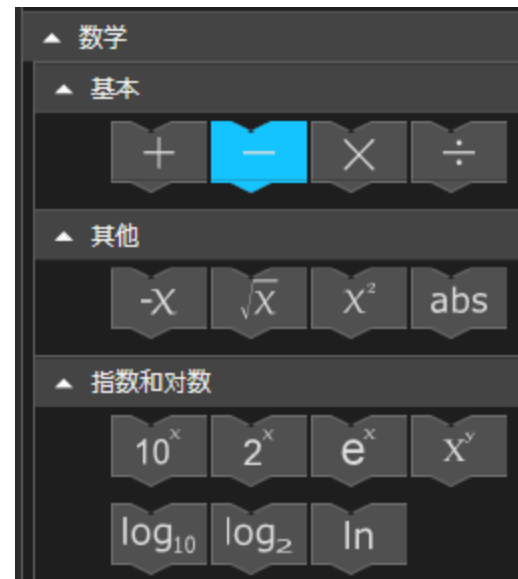 数学
基本
+ − × ÷
其他
-X √X X² abs
指数和对数
10ˣ 2ˣ eˣ Xʸ
log₁₀ log₂ ln